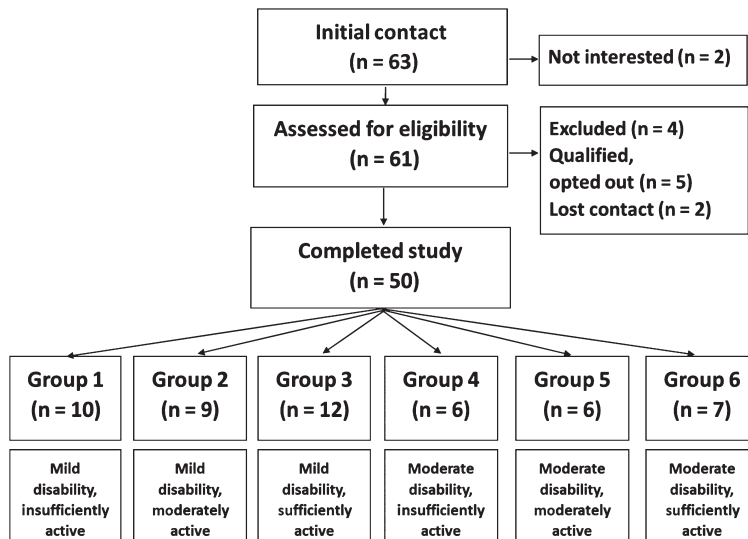 Initial contact
(n = 63)
Not interested (n = 2)
Assessed for eligibility
(n = 61)
Excluded (n = 4)
Qualified,
opted out (n = 5)
Lost contact (n = 2)
Completed study
(n = 50)
Group 1
(n = 10)
Group 2
(n = 9)
Group 3
(n = 12)
Group 4
(n = 6)
Group 5
(n = 6)
Group 6
(n = 7)
Mild
disability,
insufficiently
active
Mild
disability,
moderately
active
Mild
disability,
sufficiently
active
Moderate
disability,
insufficiently
active
Moderate
disability,
moderately
active
Moderate
disability,
sufficiently
active